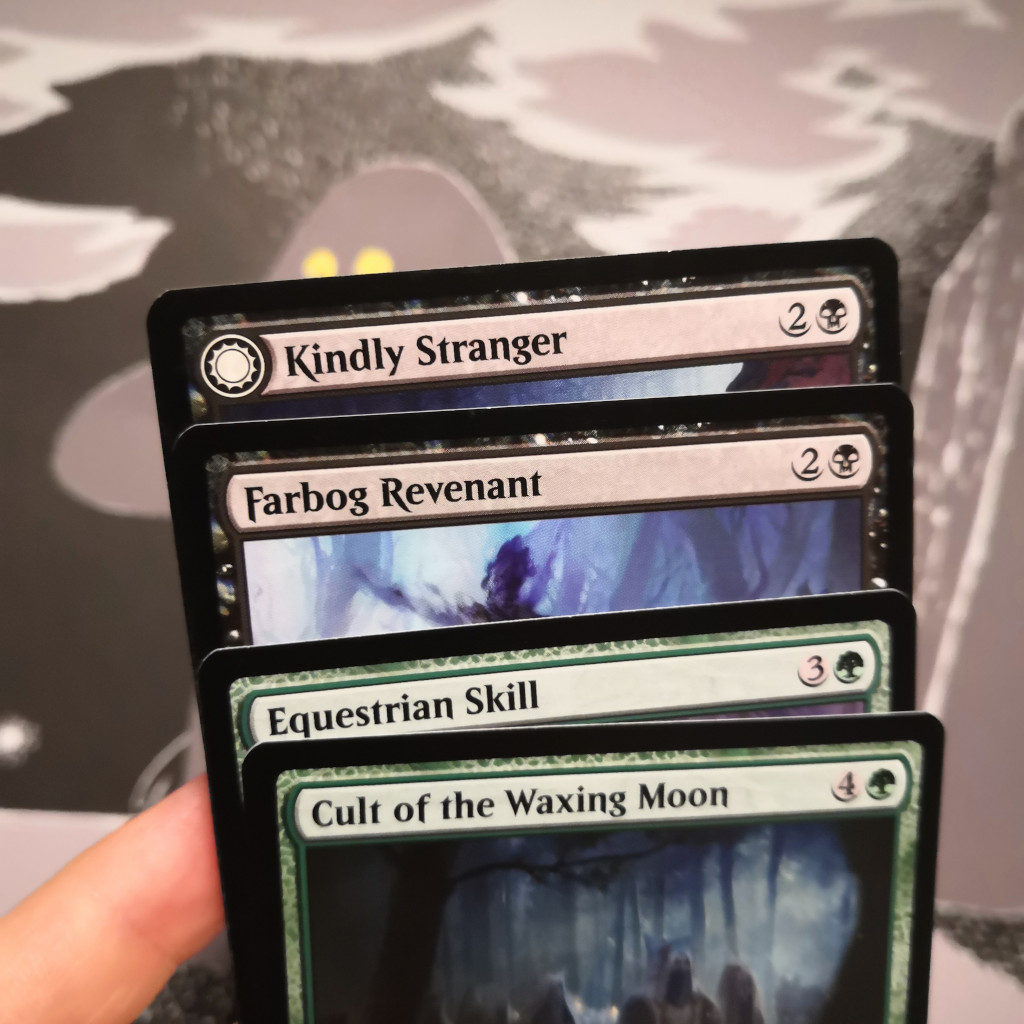 Kindly Stranger 2
Farbog Revenant 2
Equestrian Skill 3
Cult of the Waxing Moon 4